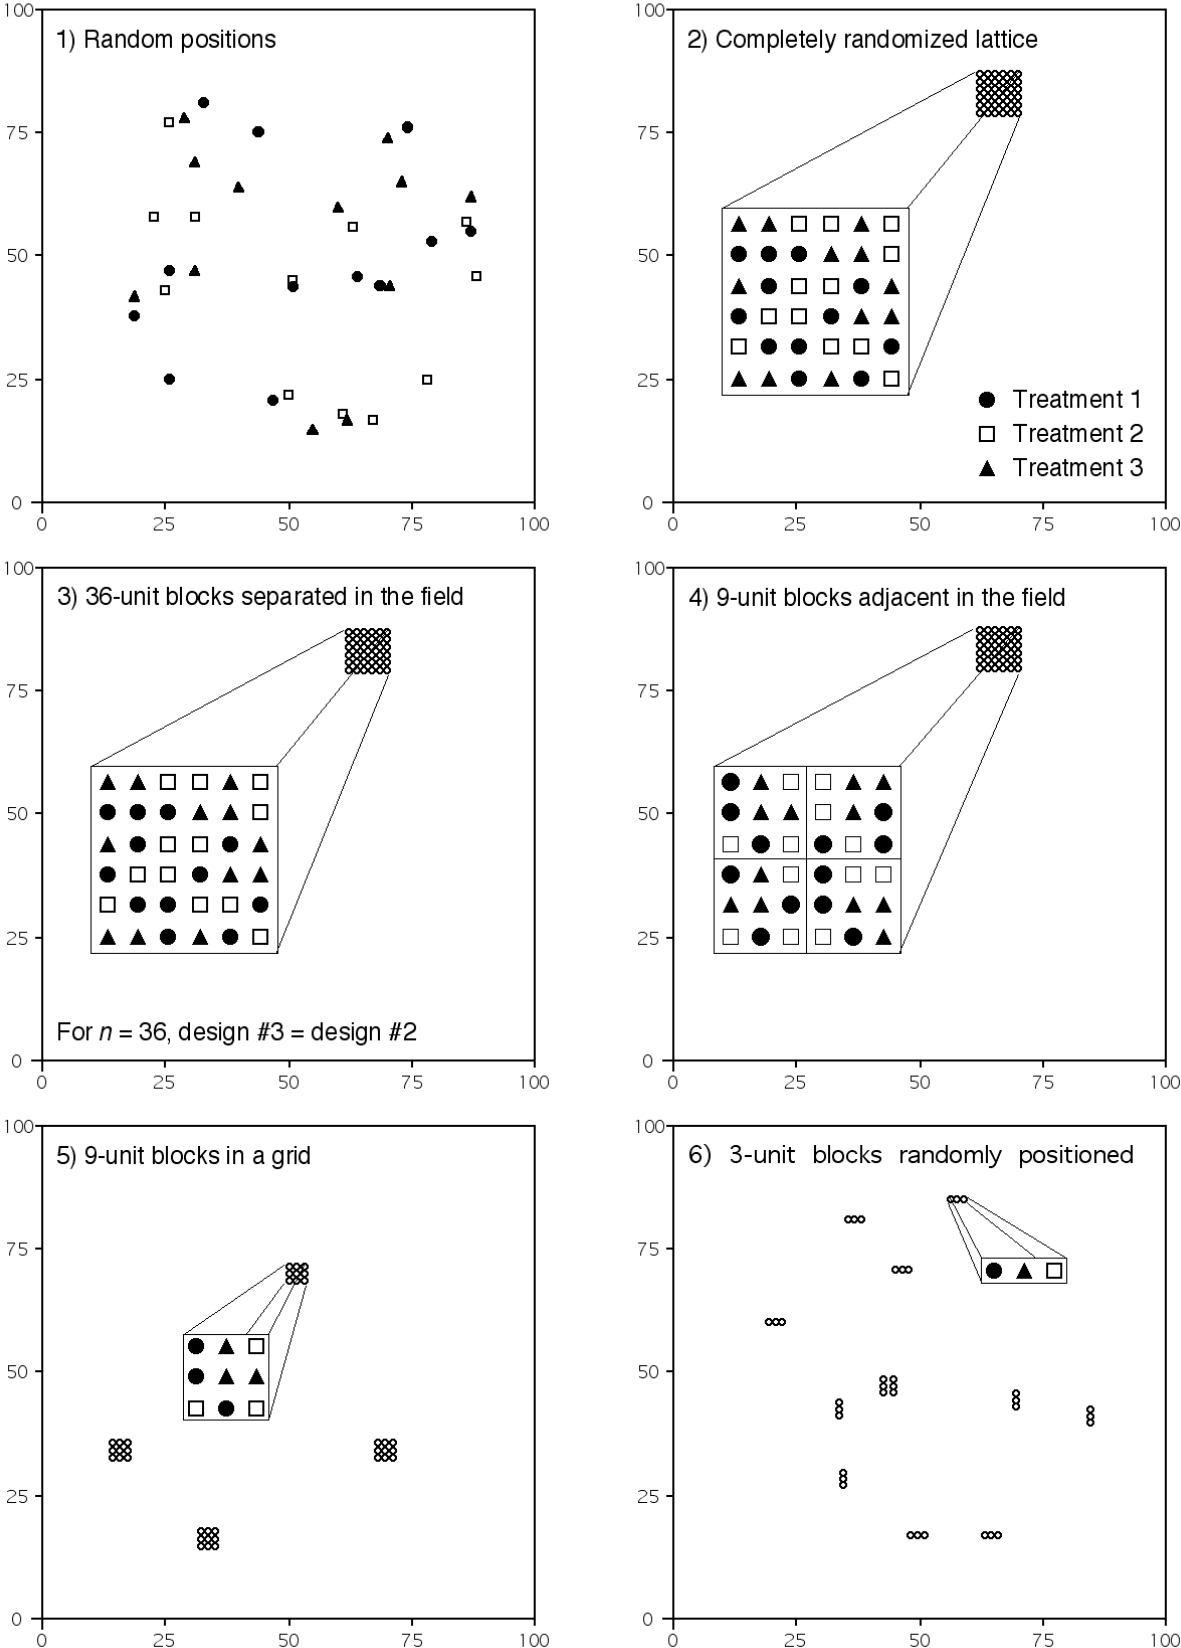 100
1) Random positions
75
50
25
0
0 25 50 75 100
100
2) Completely randomized lattice
75
50
25
Treatment 1
Treatment 2
Treatment 3
0
0 25 50 75 100
100
3) 36-unit blocks separated in the field
75
50
25
For n = 36, design #3 = design #2
0
0 25 50 75 100
100
4) 9-unit blocks adjacent in the field
75
50
25
0
0 25 50 75 100
100
5) 9-unit blocks in a grid
75
50
25
0
0 25 50 75 100
100
6) 3-unit blocks randomly positioned
75
50
25
0
0 25 50 75 100